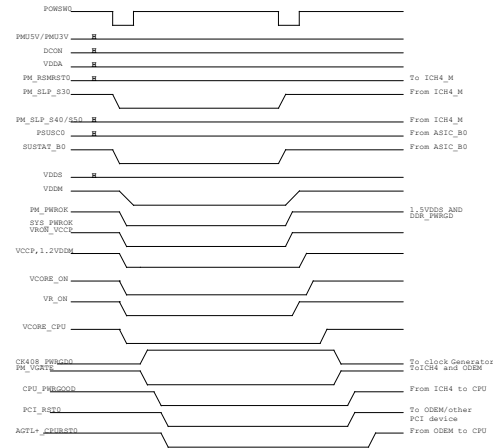 POWSW0
PMU5V/PMU3V H
DCON H
VDDA H
PM_RSMRST0 H To ICH4_M
PM_SLP_S30 From ICH4_M
PM_SLP_S40/S50 H From ICH4_M
PSUSC0 H From ASIC_B0
SUSTAT_B0 From ASIC_B0
VDDS H
VDDM
PM_PWROK 1.5VDDS AND
DDR_PWRGD
SYS_PWROK
VRON_VCCP
VCCP,1.2VDDM
VCORE_ON
VR_ON
VCORE_CPU
CK408_PWRGD0 To clock Generator
PM_VGATE ToICH4 and ODEM
CPU_PWRGOOD From ICH4 to CPU
PCI_RST0 To ODEM/other
PCI device
AGTL+_CPURST0 From ODEM to CPU